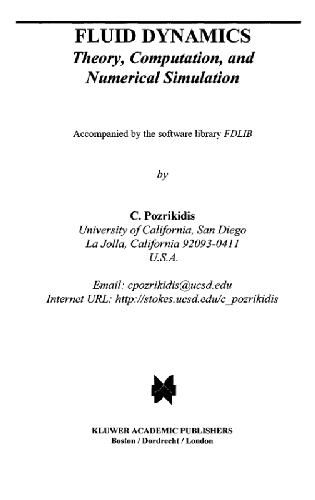 FLUID DYNAMICS
Theory, Computation, and
Numerical Simulation
Accompanied by the software library FDLIB
by
C. Pozrikidis
University of California, San Diego
La Jolla, California 92093-0411
U.S.A.
Email: cpozrikidis@ucsd.edu
Internet URL: http://stokes.ucsd.edu/c_pozrikidis
KLUWER ACADEMIC PUBLISHERS
Boston / Dordrecht / London